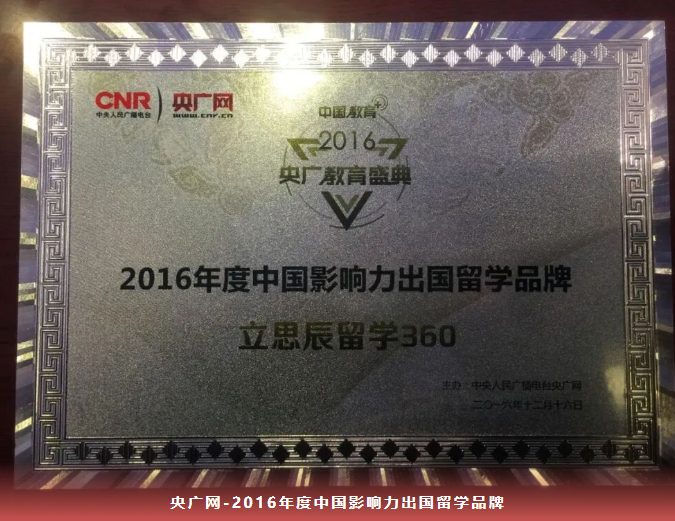 CNR 央广网
中央人民广播电台 www.cnr.cn
中国教育+
2016
央广教育盛典
2016年度中国影响力出国留学品牌
立思辰留学360
主办：中央人民广播电台央广网
二〇一六年十二月十六日
央广网-2016年度中国影响力出国留学品牌